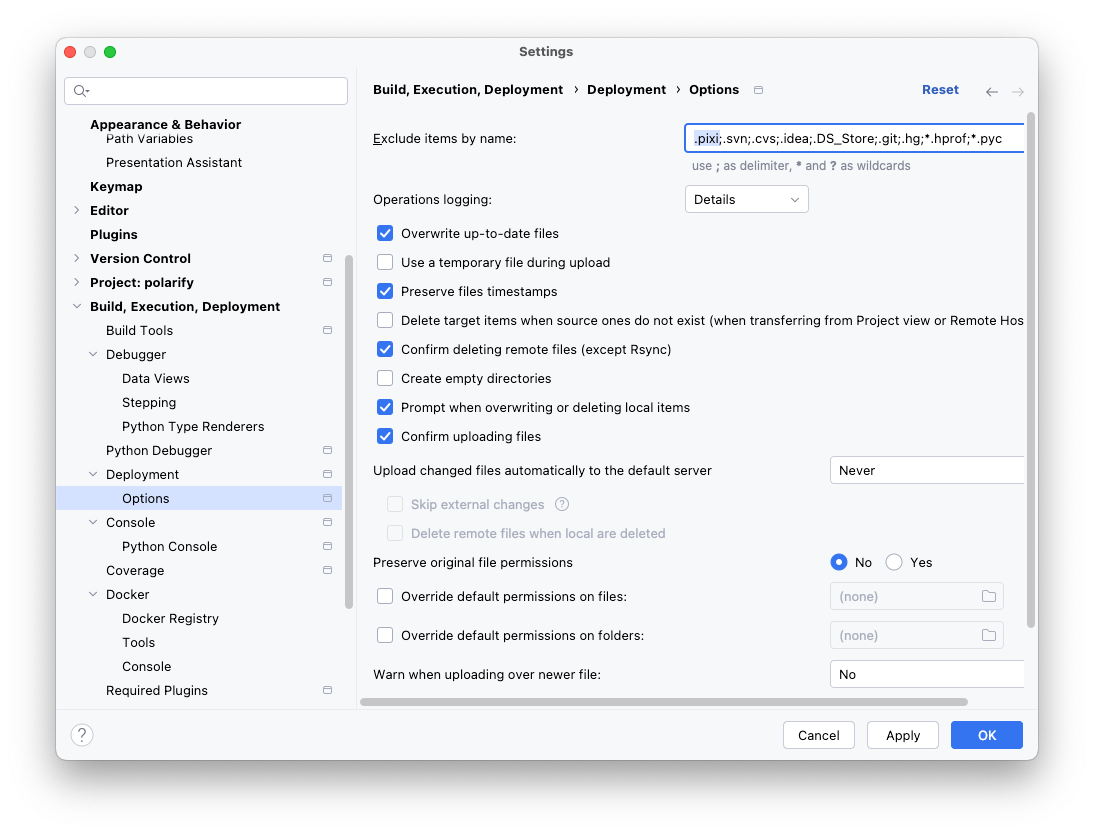 Settings
Appearance & Behavior
Path Variables
Presentation Assistant
Keymap
Editor
Plugins
Version Control
Project: polarify
Build, Execution, Deployment
Build Tools
Debugger
Data Views
Stepping
Python Type Renderers
Python Debugger
Deployment
Options
Console
Python Console
Coverage
Docker
Docker Registry
Tools
Console
Required Plugins
Build, Execution, Deployment › Deployment › Options
Reset
Exclude items by name: .pixi;.svn;.cvs;.idea;.DS_Store;.git;.hg;*.hprof;*.pyc
use ; as delimiter, * and ? as wildcards
Operations logging: Details
Overwrite up-to-date files
Use a temporary file during upload
Preserve files timestamps
Delete target items when source ones do not exist (when transferring from Project view or Remote Hos
Confirm deleting remote files (except Rsync)
Create empty directories
Prompt when overwriting or deleting local items
Confirm uploading files
Upload changed files automatically to the default server Never
Skip external changes ?
Delete remote files when local are deleted
Preserve original file permissions No Yes
Override default permissions on files: (none)
Override default permissions on folders: (none)
Warn when uploading over newer file: No
? Cancel Apply OK